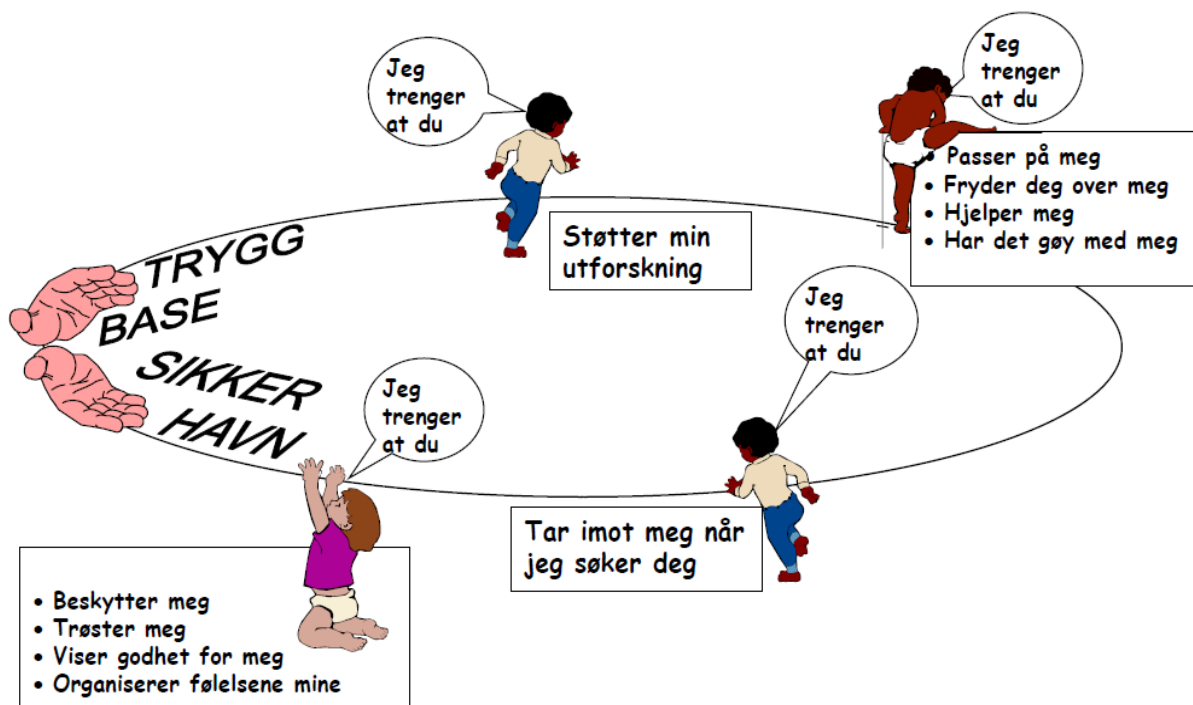 Jeg
trenger
at du
Jeg
trenger
at du
• Passer på meg
• Fryder deg over meg
• Hjelper meg
• Har det gøy med meg
Støtter min
utforskning
TRYGG
BASE
SIKKER
HAVN
Jeg
trenger
at du
Jeg
trenger
at du
Tar imot meg når
jeg søker deg
• Beskytter meg
• Trøster meg
• Viser godhet for meg
• Organiserer følelsene mine